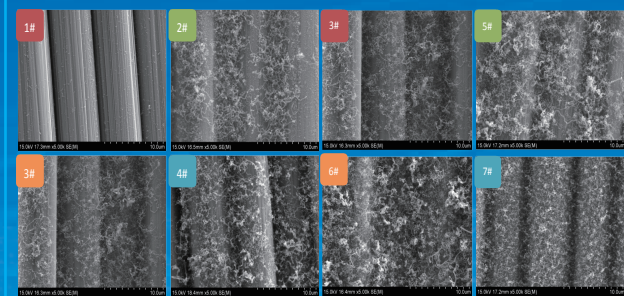 1#
2#
3#
5#
15.0kV 17.3mm x5.00k SE(M) 10.0um
15.0kV 16.5mm x5.00k SE(M) 10.0um
15.0kV 16.3mm x5.00k SE(M) 10.0um
15.0kV 17.2mm x5.00k SE(M) 10.0um
3#
4#
6#
7#
15.0kV 16.3mm x5.00k SE(M) 10.0um
15.0kV 18.4mm x5.00k SE(M) 10.0um
15.0kV 16.4mm x5.00k SE(M) 10.0um
15.0kV 17.2mm x5.00k SE(M) 10.0um